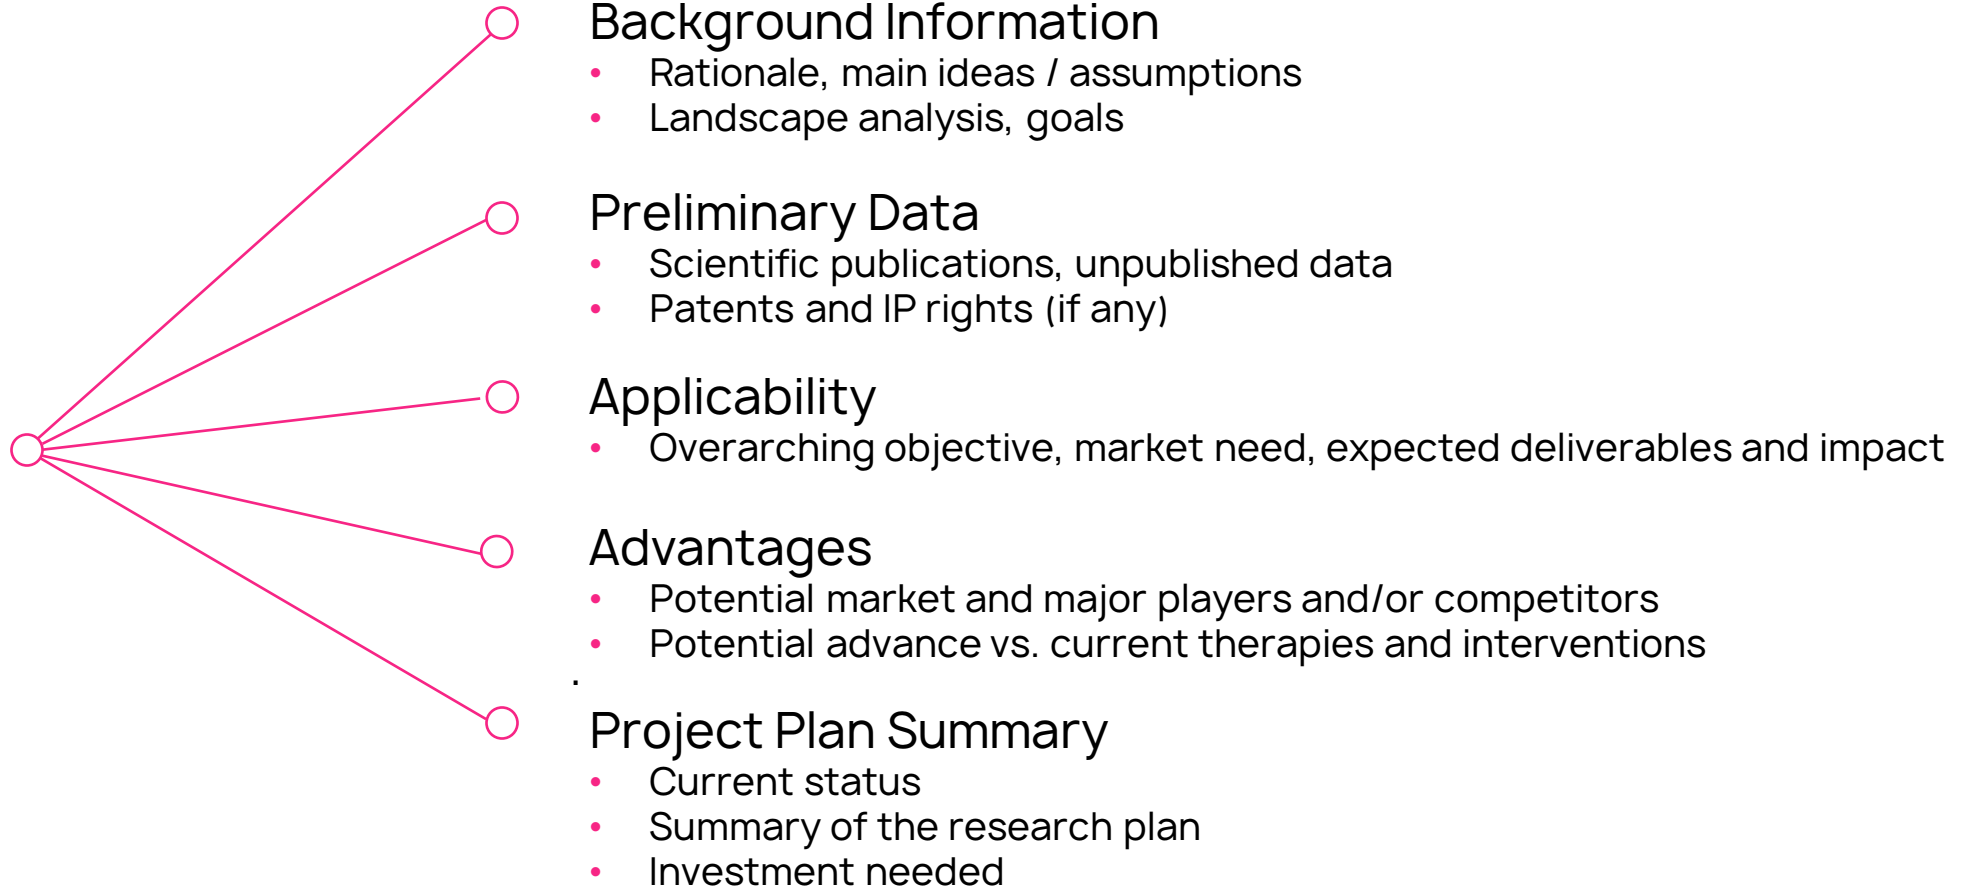 Background Information
• Rationale, main ideas / assumptions
• Landscape analysis, goals
Preliminary Data
• Scientific publications, unpublished data
• Patents and IP rights (if any)
Applicability
• Overarching objective, market need, expected deliverables and impact
Advantages
• Potential market and major players and/or competitors
• Potential advance vs. current therapies and interventions
.
Project Plan Summary
• Current status
• Summary of the research plan
• Investment needed